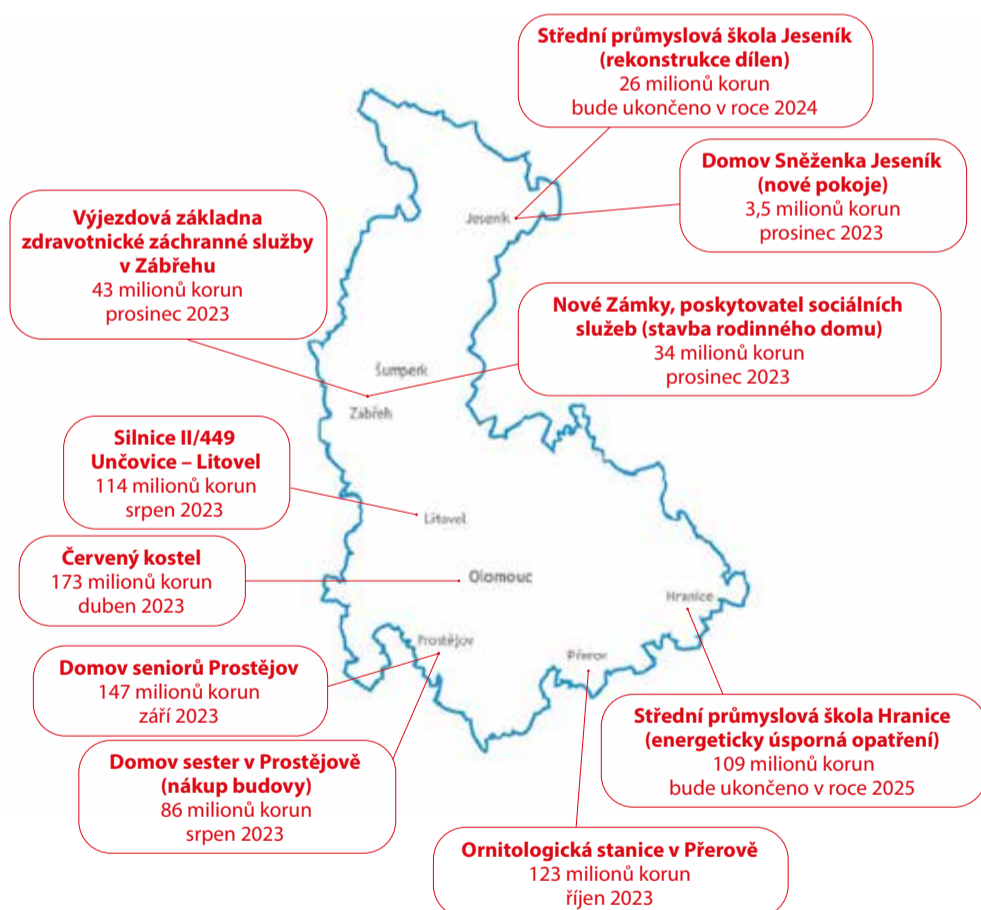 Střední průmyslová škola Jeseník
(rekonstrukce dílen)
26 milionů korun
bude ukončeno v roce 2024
Domov Sněženka Jeseník
(nové pokoje)
3,5 milionů korun
prosinec 2023
Jeseník
Výjezdová základna
zdravotnické záchranné služby
v Zábřehu
43 milionů korun
prosinec 2023
Nové Zámky, poskytovatel sociálních
služeb (stavba rodinného domu)
34 milionů korun
prosinec 2023
Šumperk
Zábřeh
Silnice II/449
Unčovice – Litovel
114 milionů korun
srpen 2023
Litovel
Červený kostel
173 milionů korun
duben 2023
Olomouc
Hranice
Prostějov
Přerov
Domov seniorů Prostějov
147 milionů korun
září 2023
Střední průmyslová škola Hranice
(energeticky úsporná opatření)
109 milionů korun
bude ukončeno v roce 2025
Domov sester v Prostějově
(nákup budovy)
86 milionů korun
srpen 2023
Ornitologická stanice v Přerově
123 milionů korun
říjen 2023